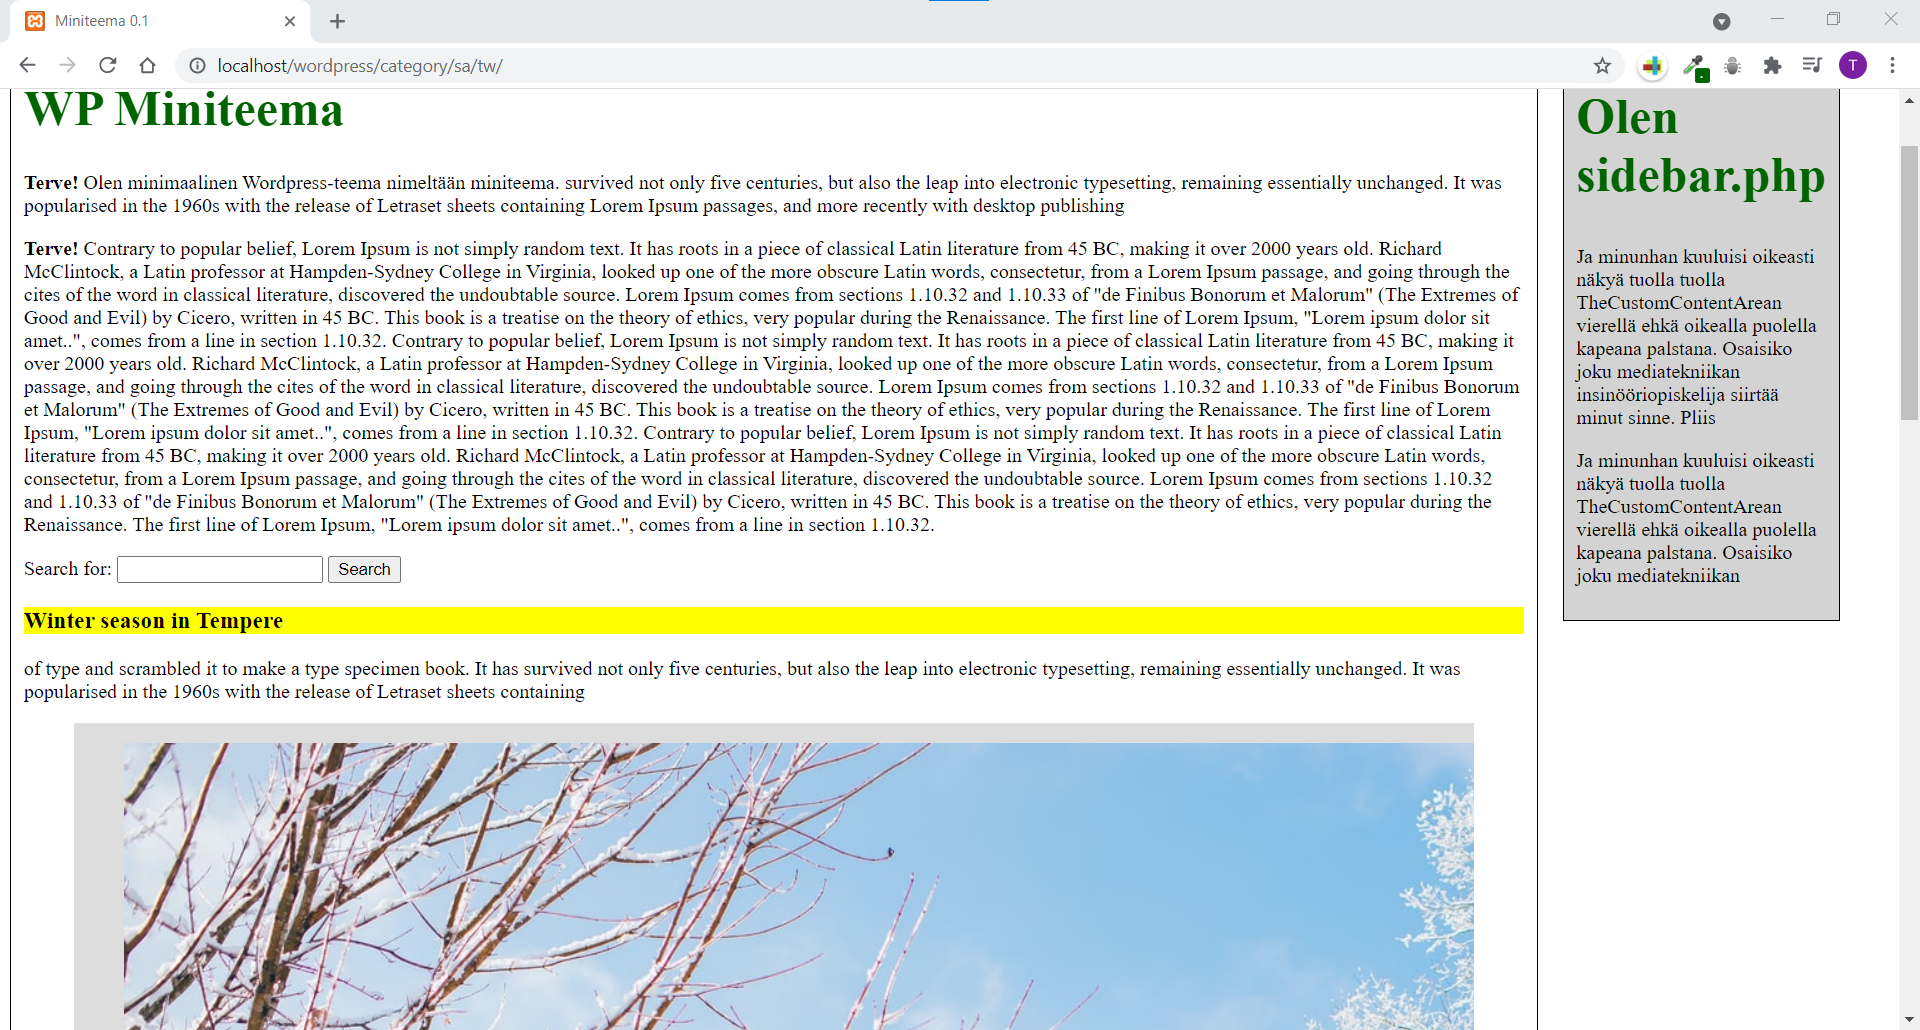 Miniteema 0.1
localhost/wordpress/category/sa/tw/
T
WP Miniteema
Terve! Olen minimaalinen Wordpress-teema nimeltään miniteema. survived not only five centuries, but also the leap into electronic typesetting, remaining essentially unchanged. It was
popularised in the 1960s with the release of Letraset sheets containing Lorem Ipsum passages, and more recently with desktop publishing
Terve! Contrary to popular belief, Lorem Ipsum is not simply random text. It has roots in a piece of classical Latin literature from 45 BC, making it over 2000 years old. Richard
McClintock, a Latin professor at Hampden-Sydney College in Virginia, looked up one of the more obscure Latin words, consectetur, from a Lorem Ipsum passage, and going through the
cites of the word in classical literature, discovered the undoubtable source. Lorem Ipsum comes from sections 1.10.32 and 1.10.33 of "de Finibus Bonorum et Malorum" (The Extremes of
Good and Evil) by Cicero, written in 45 BC. This book is a treatise on the theory of ethics, very popular during the Renaissance. The first line of Lorem Ipsum, "Lorem ipsum dolor sit
amet..", comes from a line in section 1.10.32. Contrary to popular belief, Lorem Ipsum is not simply random text. It has roots in a piece of classical Latin literature from 45 BC, making it
over 2000 years old. Richard McClintock, a Latin professor at Hampden-Sydney College in Virginia, looked up one of the more obscure Latin words, consectetur, from a Lorem Ipsum
passage, and going through the cites of the word in classical literature, discovered the undoubtable source. Lorem Ipsum comes from sections 1.10.32 and 1.10.33 of "de Finibus Bonorum
et Malorum" (The Extremes of Good and Evil) by Cicero, written in 45 BC. This book is a treatise on the theory of ethics, very popular during the Renaissance. The first line of Lorem
Ipsum, "Lorem ipsum dolor sit amet..", comes from a line in section 1.10.32. Contrary to popular belief, Lorem Ipsum is not simply random text. It has roots in a piece of classical Latin
literature from 45 BC, making it over 2000 years old. Richard McClintock, a Latin professor at Hampden-Sydney College in Virginia, looked up one of the more obscure Latin words,
consectetur, from a Lorem Ipsum passage, and going through the cites of the word in classical literature, discovered the undoubtable source. Lorem Ipsum comes from sections 1.10.32
and 1.10.33 of "de Finibus Bonorum et Malorum" (The Extremes of Good and Evil) by Cicero, written in 45 BC. This book is a treatise on the theory of ethics, very popular during the
Renaissance. The first line of Lorem Ipsum, "Lorem ipsum dolor sit amet..", comes from a line in section 1.10.32.
Search for: Search
Winter season in Tempere
of type and scrambled it to make a type specimen book. It has survived not only five centuries, but also the leap into electronic typesetting, remaining essentially unchanged. It was
popularised in the 1960s with the release of Letraset sheets containing
Olen
sidebar.php
Ja minunhan kuuluisi oikeasti
näkyä tuolla tuolla
TheCustomContentArean
vierellä ehkä oikealla puolella
kapeana palstana. Osaisiko
joku mediatekniikan
insinööriopiskelija siirtää
minut sinne. Pliis
Ja minunhan kuuluisi oikeasti
näkyä tuolla tuolla
TheCustomContentArean
vierellä ehkä oikealla puolella
kapeana palstana. Osaisiko
joku mediatekniikan